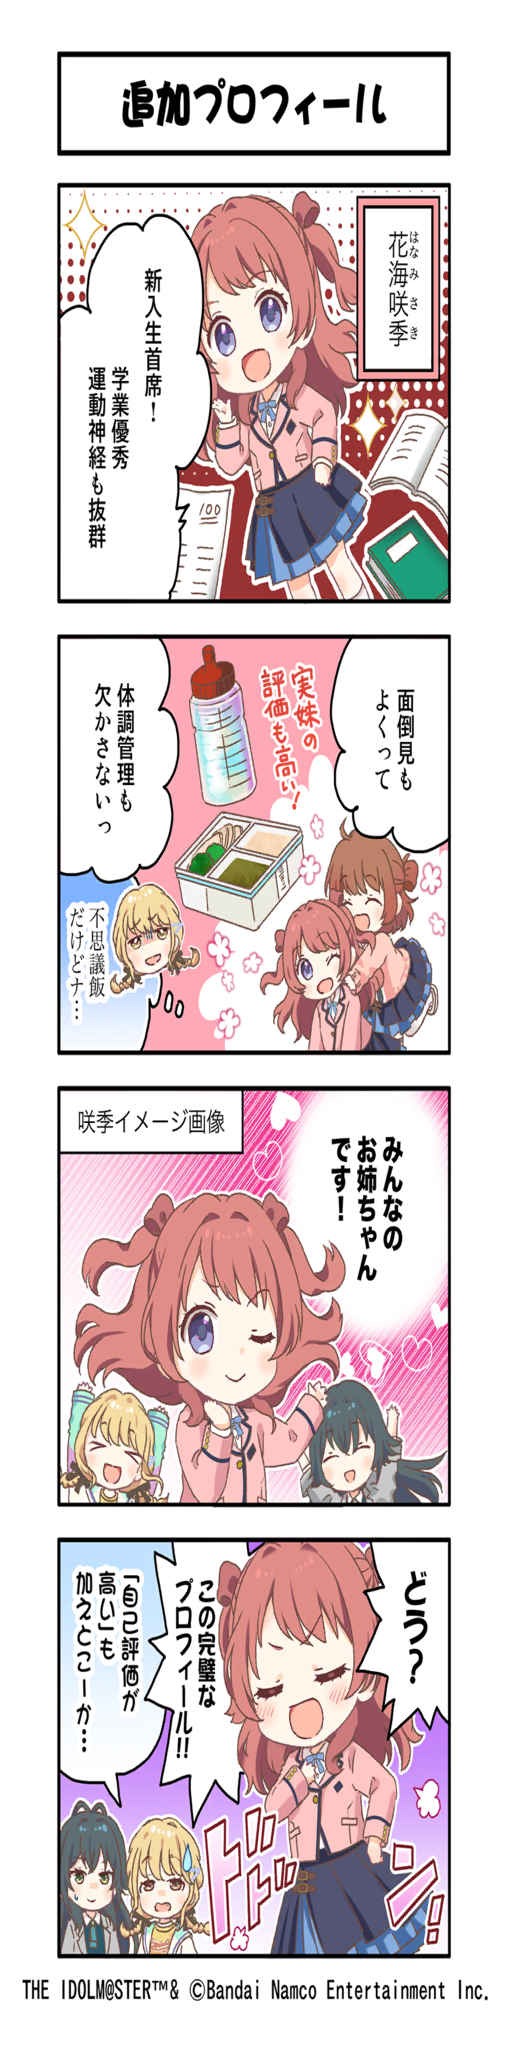 追加プロフィール
花海咲季
はなみさき
新入生首席！
学業優秀
運動神経も抜群
100
面倒見も
よくって
実妹の
評価も高い！
体調管理も
欠かさないっ
不思議飯
だけどナ…
咲季イメージ画像
みんなの
お姉ちゃん
です！
どう？
この完璧な
プロフィール!!
「自己評価が
高い」も
加えとこーか…
ドドドン！
THE IDOLM@STER™& ©Bandai Namco Entertainment Inc.